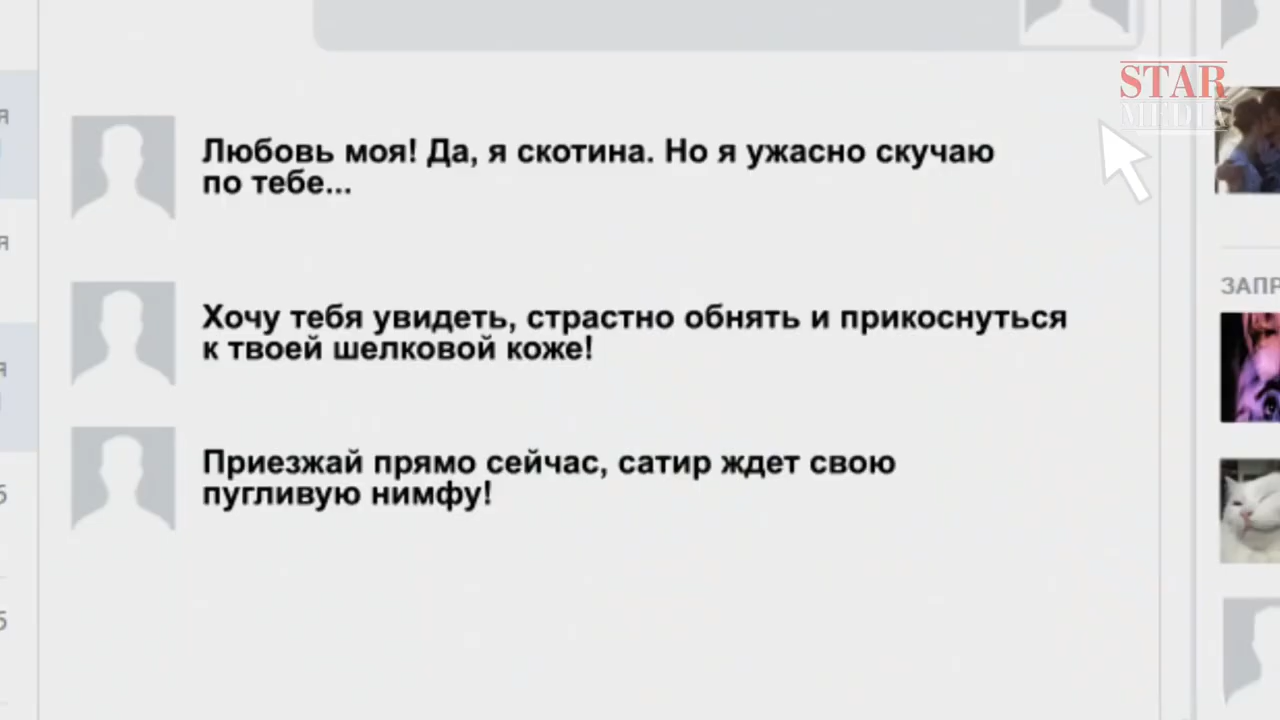 STAR
MEDIA
я
Любовь моя! Да, я скотина. Но я ужасно скучаю
по тебе...
я
ЗАПР
Хочу тебя увидеть, страстно обнять и прикоснуться
к твоей шелковой коже!
я
Приезжай прямо сейчас, сатир ждет свою
пугливую нимфу!